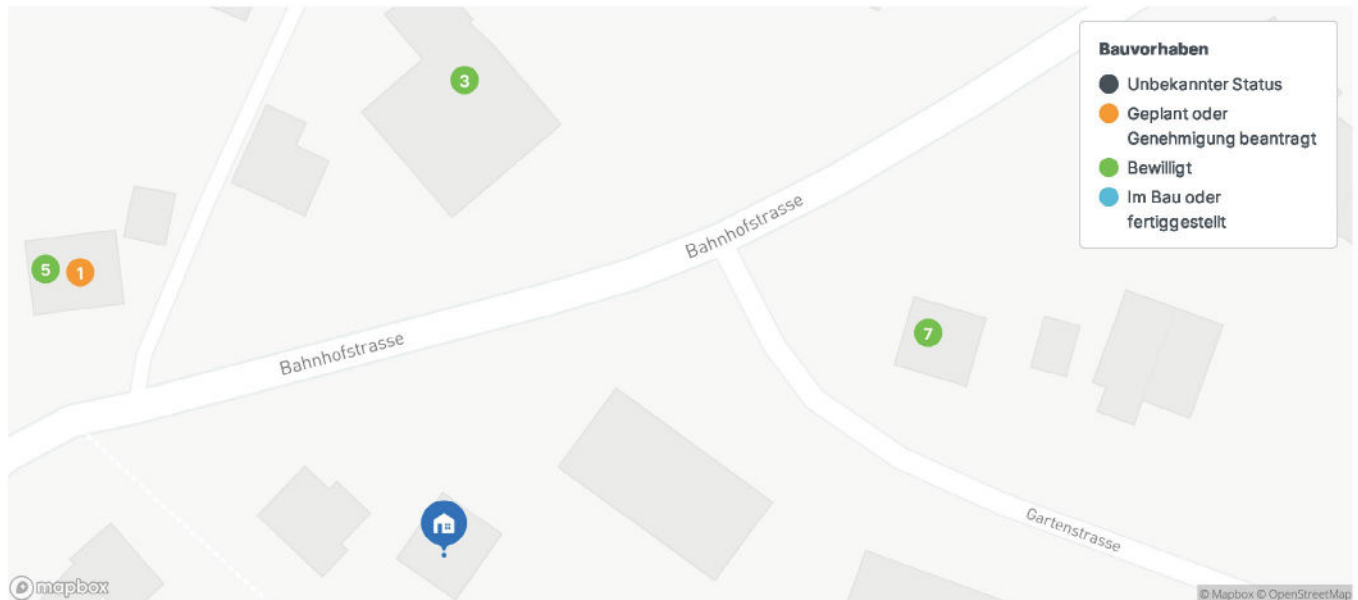 Bauvorhaben
Unbekannter Status
Geplant oder
Genehmigung beantragt
Bewilligt
Im Bau oder
fertiggestellt
3
5
1
7
Bahnhofstrasse
Bahnhofstrasse
Gartenstrasse
mapbox
© Mapbox © OpenStreetMap